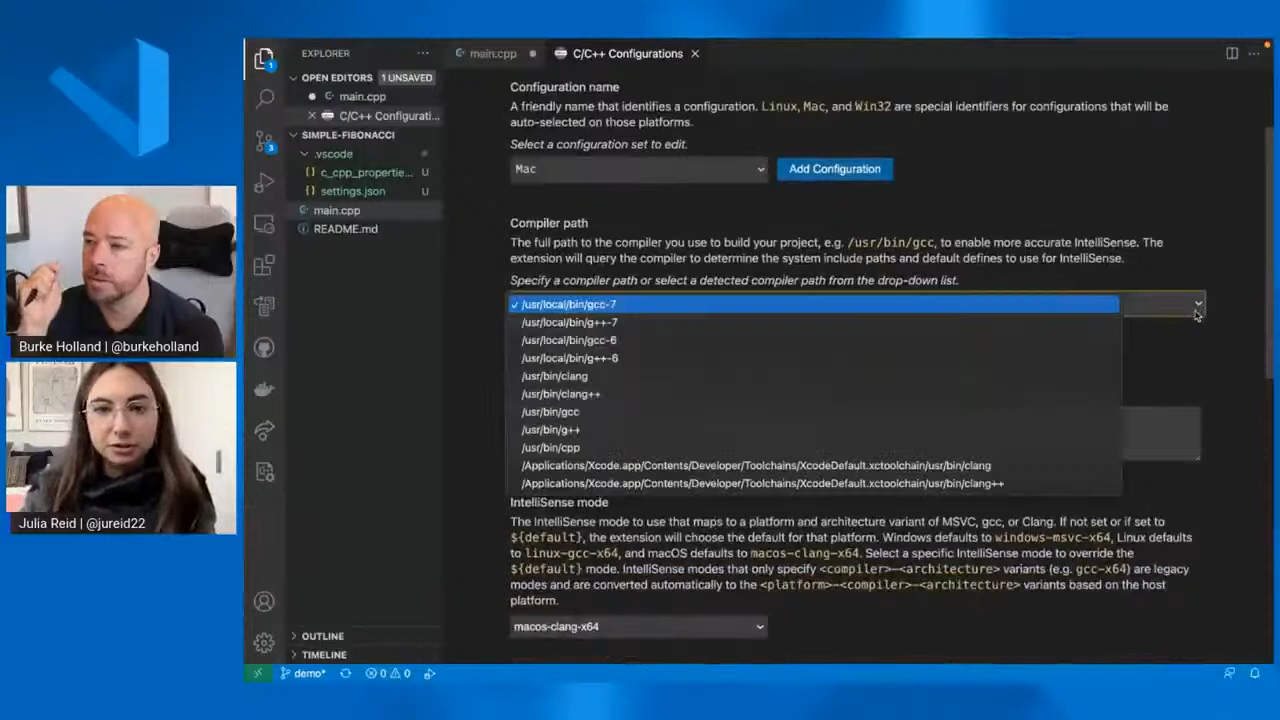 EXPLORER
OPEN EDITORS 1 UNSAVED
main.cpp
C/C++ Configurati...
SIMPLE-FIBONACCI
.vscode
c_cpp_propertie... U
settings.json U
main.cpp
README.md
OUTLINE
TIMELINE
1
3
main.cpp
C/C++ Configurations
Configuration name
A friendly name that identifies a configuration. Linux, Mac, and Win32 are special identifiers for configurations that will be
auto-selected on those platforms.
Select a configuration set to edit.
Mac
Add Configuration
Compiler path
The full path to the compiler you use to build your project, e.g. /usr/bin/gcc, to enable more accurate IntelliSense. The
extension will query the compiler to determine the system include paths and default defines to use for IntelliSense.
Specify a compiler path or select a detected compiler path from the drop-down list.
/usr/local/bin/gcc-7
/usr/local/bin/g++-7
/usr/local/bin/gcc-6
/usr/local/bin/g++-6
/usr/bin/clang
/usr/bin/clang++
/usr/bin/gcc
/usr/bin/g++
/usr/bin/cpp
/Applications/Xcode.app/Contents/Developer/Toolchains/XcodeDefault.xctoolchain/usr/bin/clang
/Applications/Xcode.app/Contents/Developer/Toolchains/XcodeDefault.xctoolchain/usr/bin/clang++
IntelliSense mode
The IntelliSense mode to use that maps to a platform and architecture variant of MSVC, gcc, or Clang. If not set or if set to
${default}, the extension will choose the default for that platform. Windows defaults to windows-msvc-x64, Linux defaults
to linux-gcc-x64, and macOS defaults to macos-clang-x64. Select a specific IntelliSense mode to override the
${default} mode. IntelliSense modes that only specify <compiler>-<architecture> variants (e.g. gcc-x64) are legacy
modes and are converted automatically to the <platform>-<compiler>-<architecture> variants based on the host
platform.
macos-clang-x64
demo* 0 0
Burke Holland | @burkeholland
Julia Reid | @jureid22